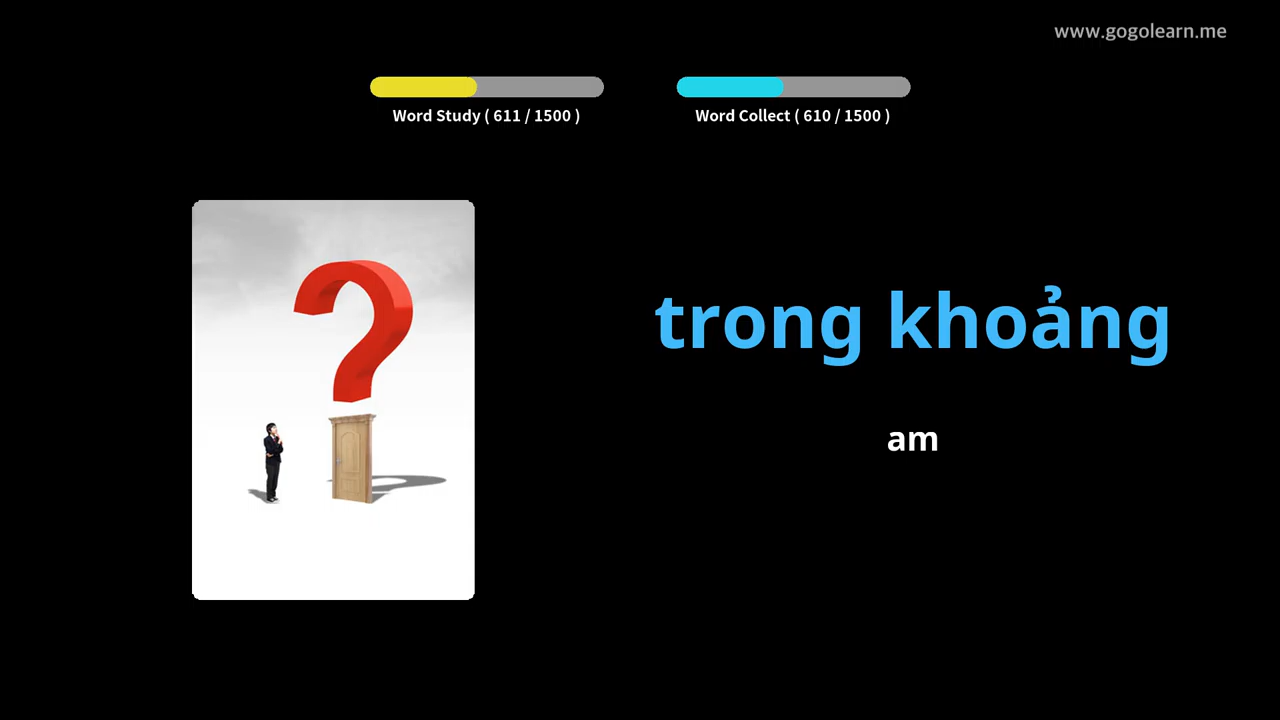 www.gogolearn.me
Word Study ( 611 / 1500 )
Word Collect ( 610 / 1500 )
trong khoảng
am